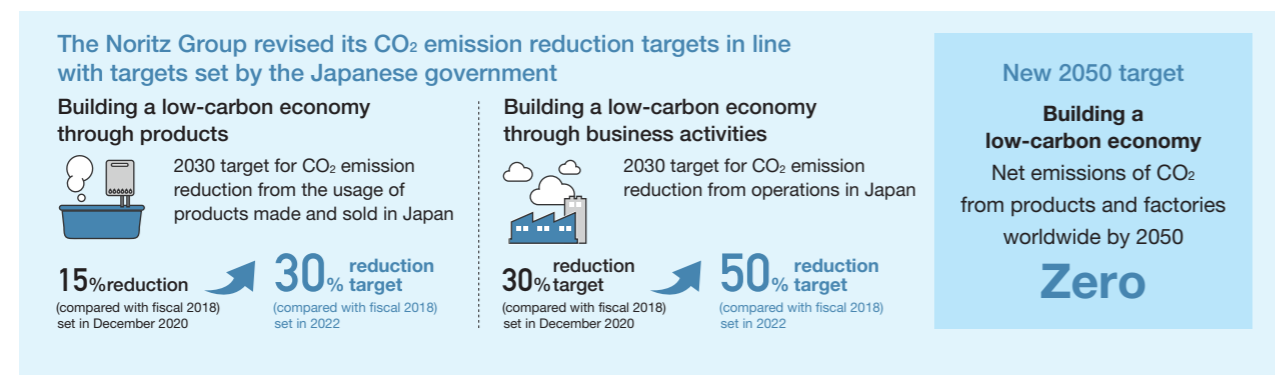 The Noritz Group revised its CO₂ emission reduction targets in line
with targets set by the Japanese government
Building a low-carbon economy
through products
2030 target for CO₂ emission
reduction from the usage of
products made and sold in Japan
15%reduction
(compared with fiscal 2018)
set in December 2020
30% reduction
target
(compared with fiscal 2018)
set in 2022
Building a low-carbon economy
through business activities
2030 target for CO₂ emission
reduction from operations in Japan
30% reduction
target
(compared with fiscal 2018)
set in December 2020
50% reduction
target
(compared with fiscal 2018)
set in 2022
New 2050 target
Building a
low-carbon economy
Net emissions of CO₂
from products and factories
worldwide by 2050
Zero